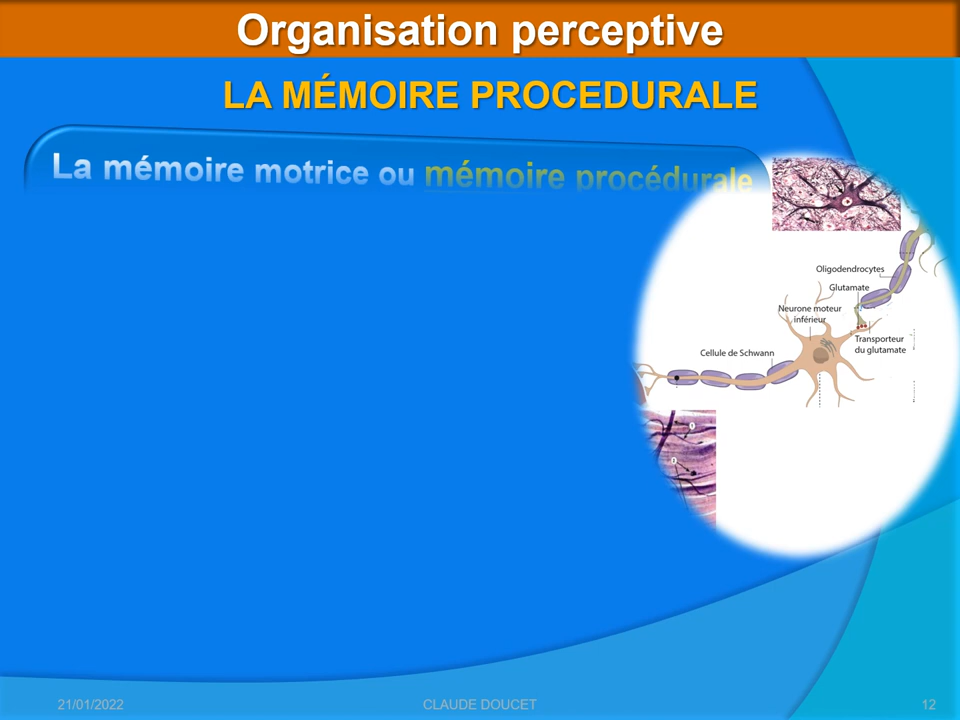 Organisation perceptive
LA MÉMOIRE PROCEDURALE
La mémoire motrice ou mémoire procédurale
Oligodendrocytes
Glutamate
Neurone moteur
inférieur
Transporteur
du glutamate
Cellule de Schwann
21/01/2022
CLAUDE DOUCET
12